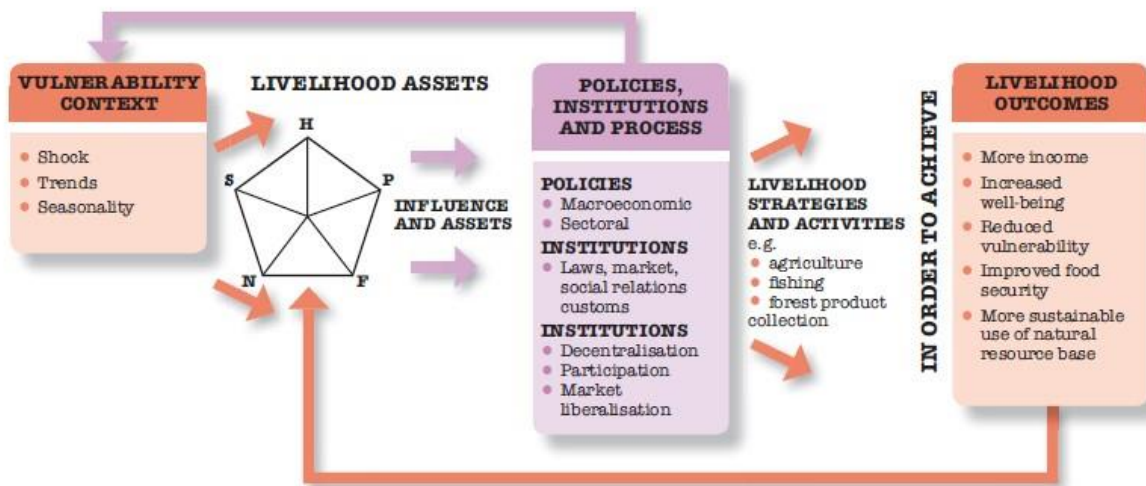 VULNERABILITY
CONTEXT
Shock
Trends
Seasonality
LIVELIHOOD ASSETS
H
S
P
N
F
INFLUENCE
AND ASSETS
POLICIES,
INSTITUTIONS
AND PROCESS
POLICIES
Macroeconomic
Sectoral
INSTITUTIONS
Laws, market,
social relations
customs
INSTITUTIONS
Decentralisation
Participation
Market
liberalisation
LIVELIHOOD
STRATEGIES
AND ACTIVITIES
e.g.
agriculture
fishing
forest product
collection
IN ORDER TO ACHIEVE
LIVELIHOOD
OUTCOMES
More income
Increased
well-being
Reduced
vulnerability
Improved food
security
More sustainable
use of natural
resource base